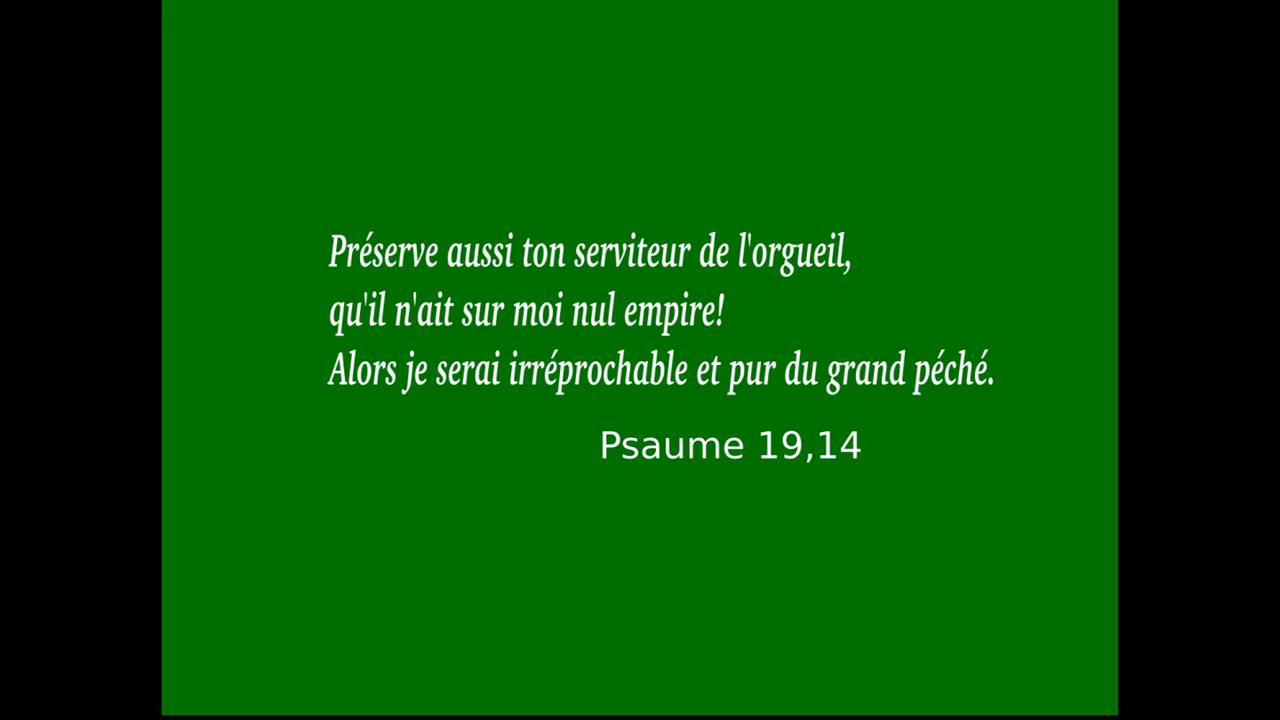 Préserve aussi ton serviteur de l'orgueil,
qu'il n'ait sur moi nul empire!
Alors je serai irréprochable et pur du grand péché.
Psaume 19,14